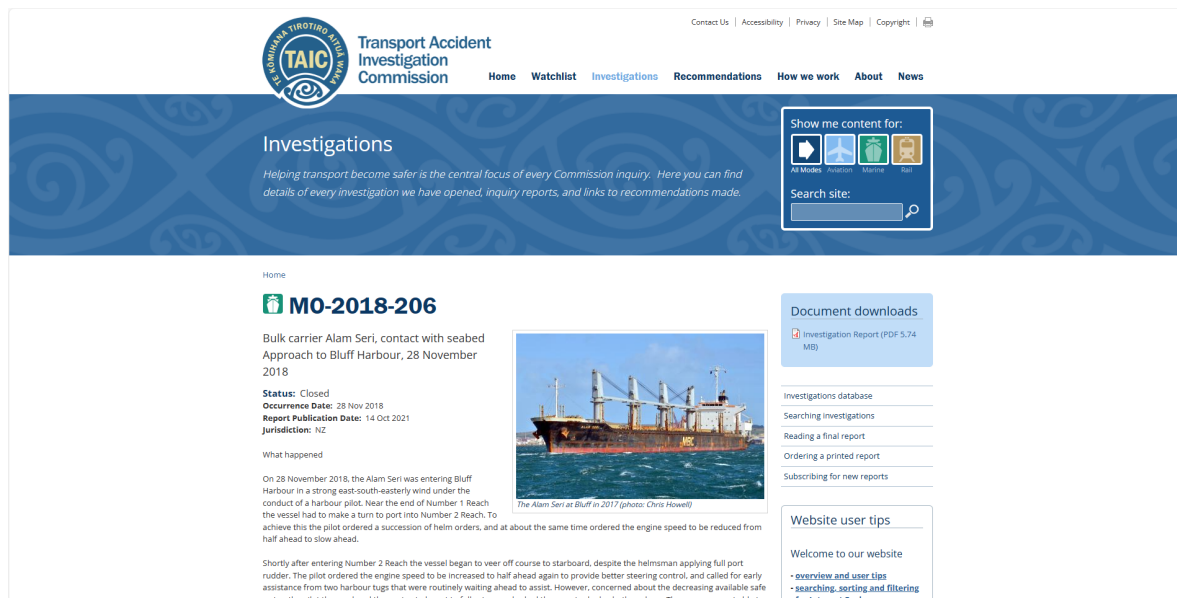 Contact Us | Accessibility | Privacy | Site Map | Copyright |
TE KŌMIHANA TIROTIRO AITUĀ WAKA
TAIC
Transport Accident
Investigation
Commission
Home Watchlist Investigations Recommendations How we work About News
Investigations
Helping transport become safer is the central focus of every Commission inquiry. Here you can find
details of every investigation we have opened, inquiry reports, and links to recommendations made.
Show me content for:
All Modes Aviation Marine Rail
Search site:
Home
MO-2018-206
Bulk carrier Alam Seri, contact with seabed
Approach to Bluff Harbour, 28 November
2018
Status: Closed
Occurrence Date: 28 Nov 2018
Report Publication Date: 14 Oct 2021
Jurisdiction: NZ
What happened
On 28 November 2018, the Alam Seri was entering Bluff
Harbour in a strong east-south-easterly wind under the
conduct of a harbour pilot. Near the end of Number 1 Reach
the vessel had to make a turn to port into Number 2 Reach. To
achieve this the pilot ordered a succession of helm orders, and at about the same time ordered the engine speed to be reduced from
half ahead to slow ahead.
MBC
The Alam Seri at Bluff in 2017 (photo: Chris Howell)
Shortly after entering Number 2 Reach the vessel began to veer off course to starboard, despite the helmsman applying full port
rudder. The pilot ordered the engine speed to be increased to half ahead again to provide better steering control, and called for early
assistance from two harbour tugs that were routinely waiting ahead to assist. However, concerned about the decreasing available safe
Document downloads
Investigation Report (PDF 5.74
MB)
Investigations database
Searching investigations
Reading a final report
Ordering a printed report
Subscribing for new reports
Website user tips
Welcome to our website
- overview and user tips
- searching, sorting and filtering